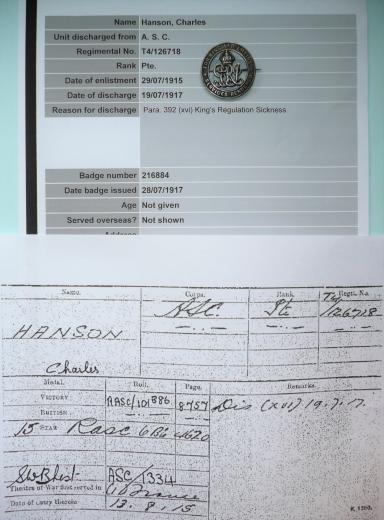 Name Hanson, Charles
Unit discharged from A. S. C.
Regimental No. T4/126718
Rank Pte.
Date of enlistment 29/07/1915
Date of discharge 19/07/1917
Reason for discharge Para. 392 (xvi) King's Regulation Sickness
Badge number 216884
Date badge issued 28/07/1917
Age Not given
Served overseas? Not shown
Address
Name. Corps. Rank. Regtl. No.
ASC. Pte T4/126718
HANSON
Charles
Medal. Roll. Page. Remarks.
VICTORY RASC/101B86 8757 Dis (xvi) 19.7.17.
BRITISH
15 STAR RASC 6B6
ASC/1334
Theatre of War first served in (1) France
Date of entry therein 13.8.15
K. 1380.